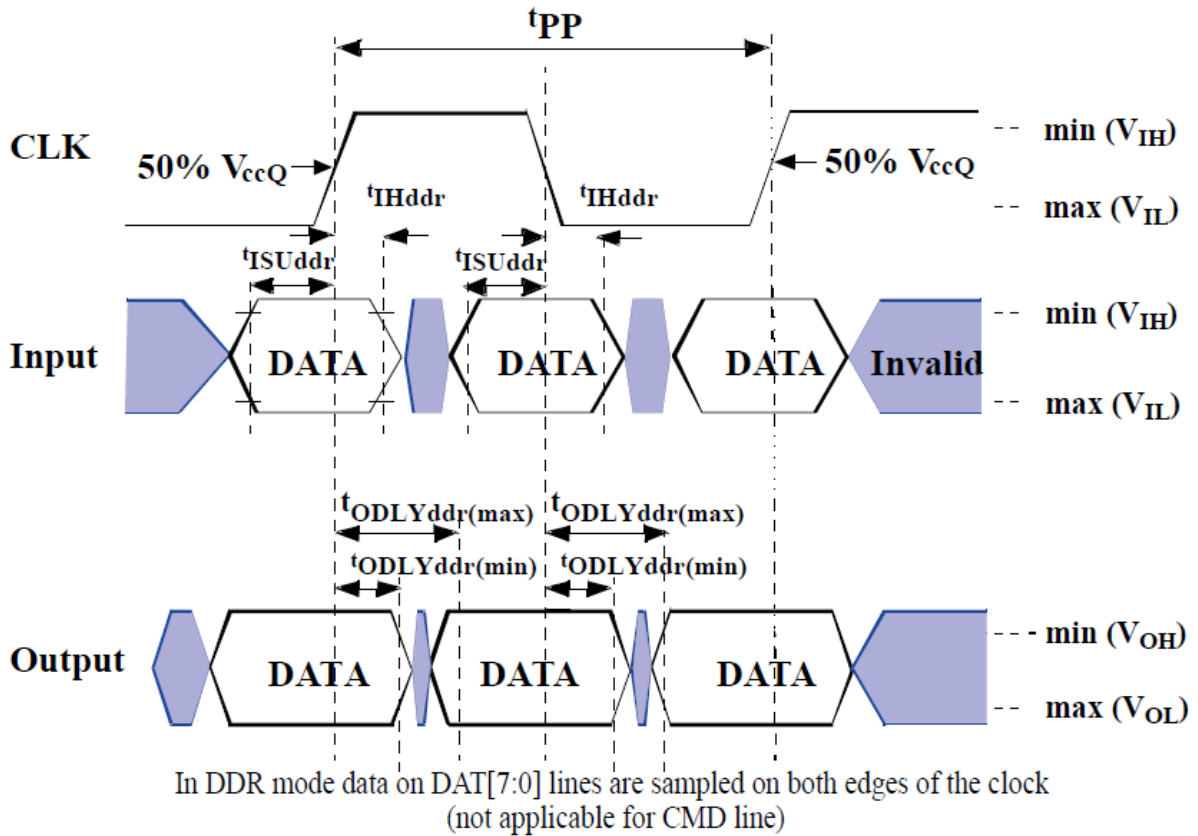 tPP
CLK
min (VIH)
50% VccQ
50% VccQ
tIHddr
tIHddr
max (VIL)
tISUddr
tISUddr
min (VIH)
Input
DATA
DATA
DATA
Invalid
max (VIL)
tODLYddr(max)
tODLYddr(max)
tODLYddr(min)
tODLYddr(min)
min (VOH)
Output
DATA
DATA
DATA
max (VOL)
In DDR mode data on DAT[7:0] lines are sampled on both edges of the clock
(not applicable for CMD line)